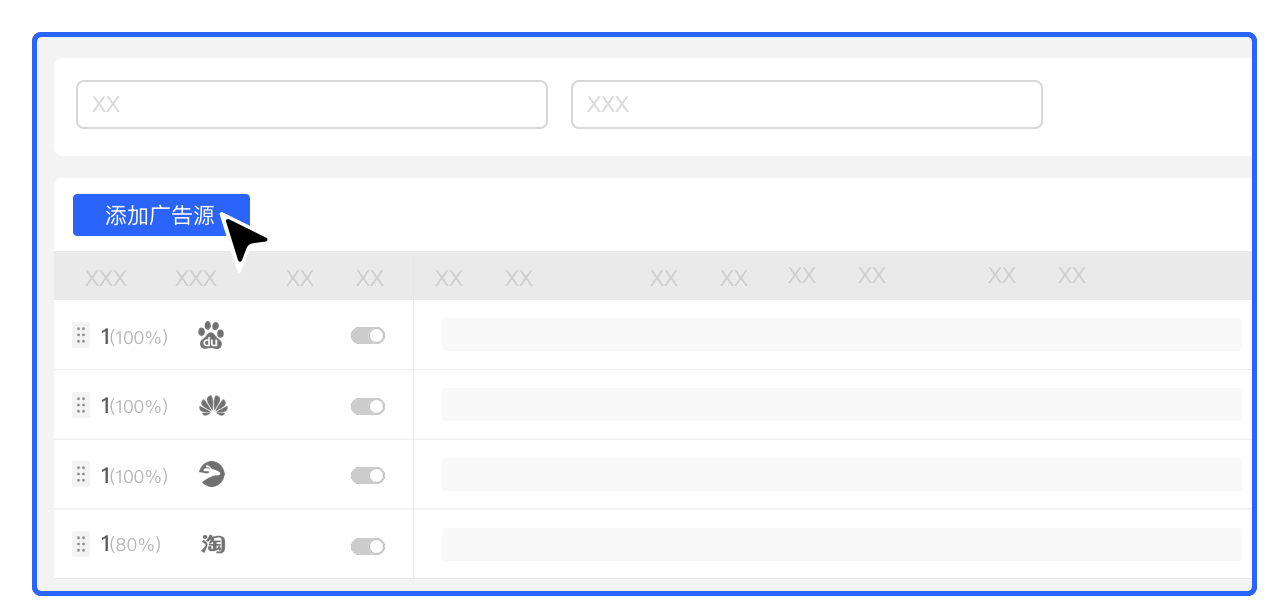 XX XXX
添加广告源
XXX XXX XX XX XX XX XX XX XX XX XX XX
1(100%) du
1(100%)
1(100%)
1(80%) 淘